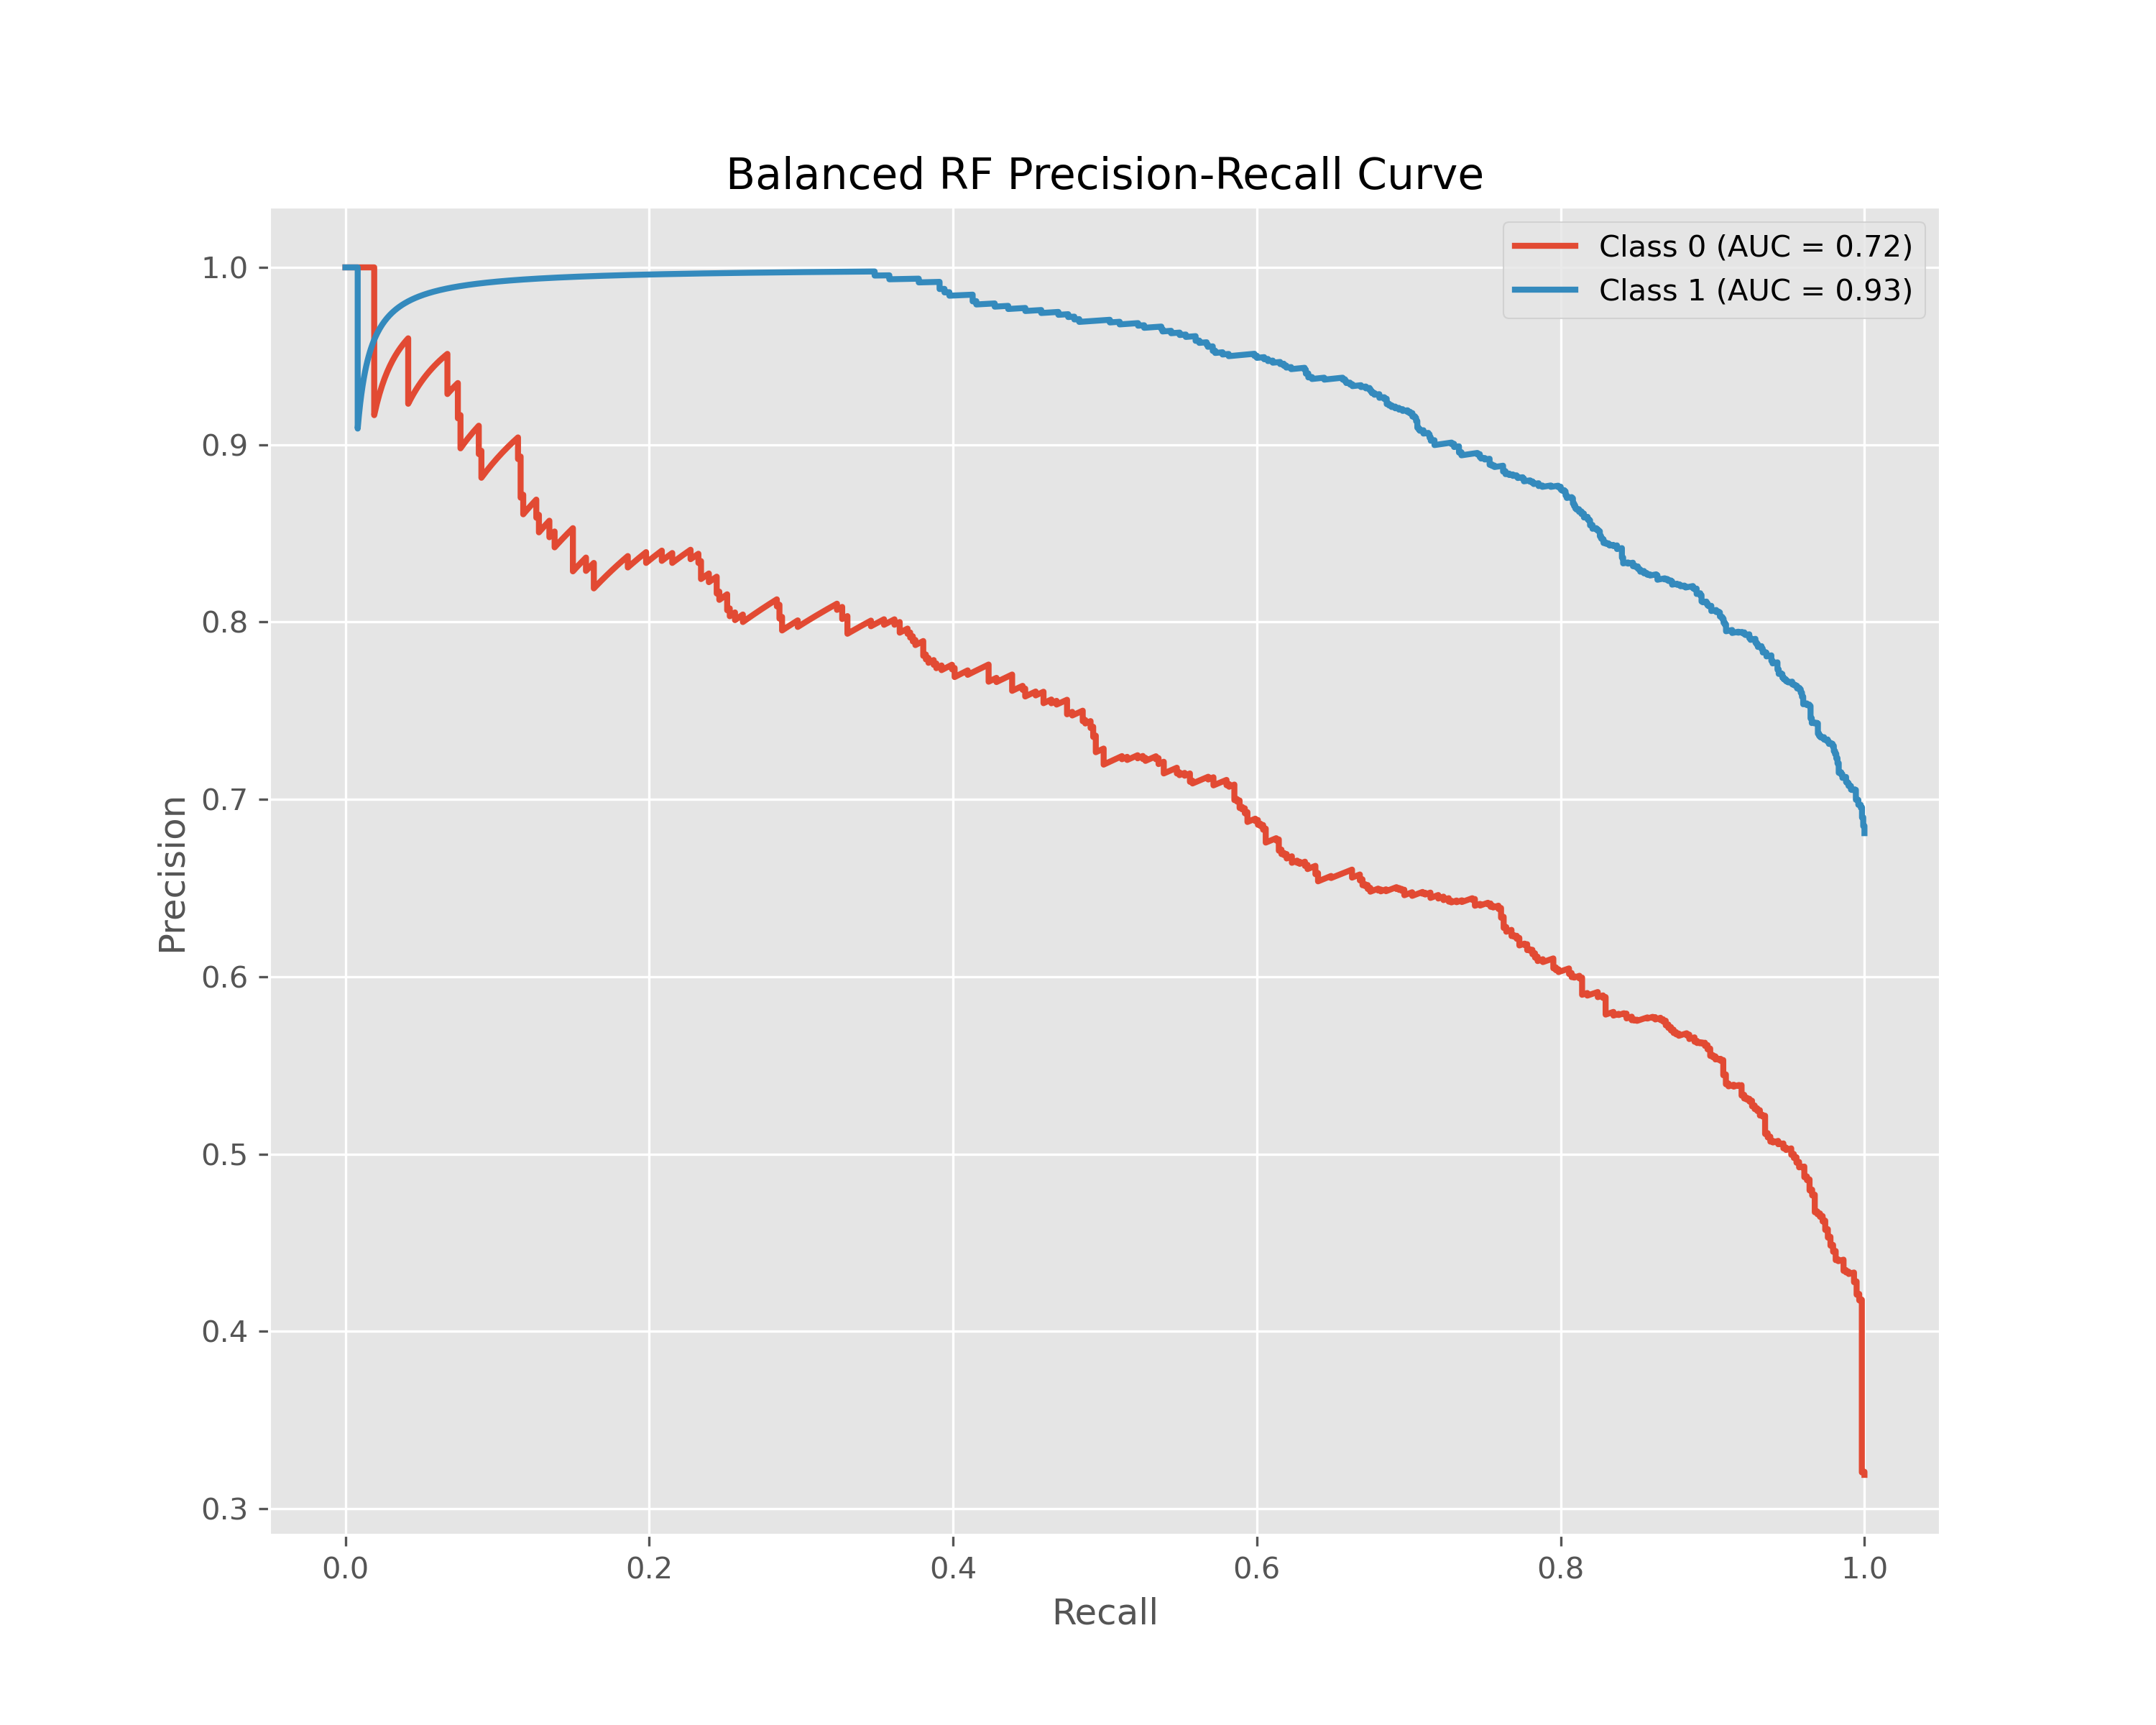 Balanced RF Precision-Recall Curve
Class 0 (AUC = 0.72)
Class 1 (AUC = 0.93)
1.0
0.9
0.8
0.7
0.6
0.5
0.4
0.3
Precision
0.0 0.2 0.4 0.6 0.8 1.0
Recall